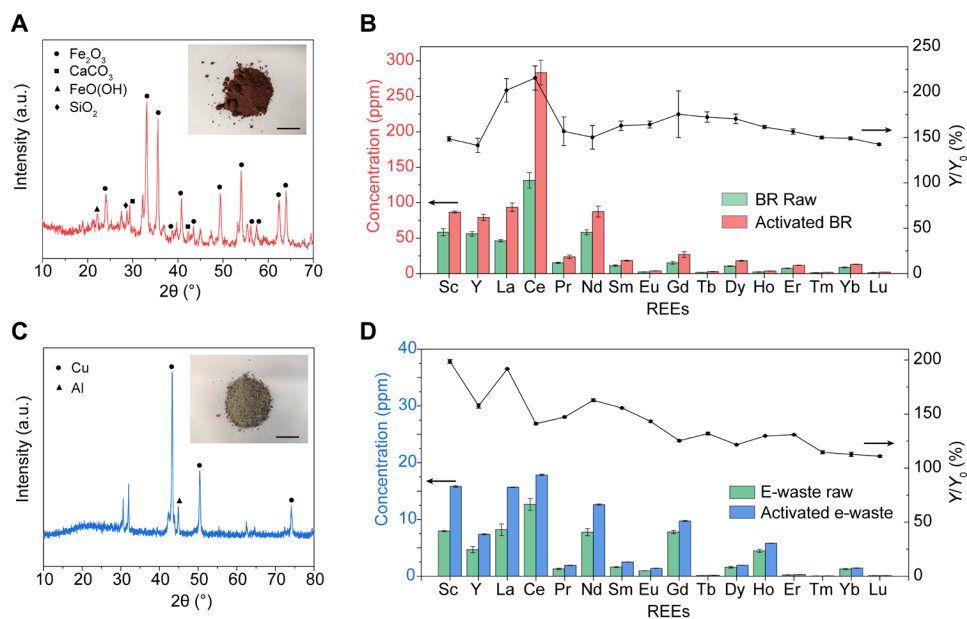 A
Fe₂O₃
CaCO₃
FeO(OH)
SiO₂
Intensity (a.u.)
10 20 30 40 50 60 70
2θ (°)
B
300
250
200
150
100
50
0
Concentration (ppm)
250
200
150
100
50
0
Y/Y₀ (%)
BR Raw
Activated BR
Sc Y La Ce Pr Nd Sm Eu Gd Tb Dy Ho Er Tm Yb Lu
REEs
C
Cu
Al
Intensity (a.u.)
10 20 30 40 50 60 70 80
2θ (°)
D
40
30
20
10
0
Concentration (ppm)
200
150
100
50
0
Y/Y₀ (%)
E-waste raw
Activated e-waste
Sc Y La Ce Pr Nd Sm Eu Gd Tb Dy Ho Er Tm Yb Lu
REEs